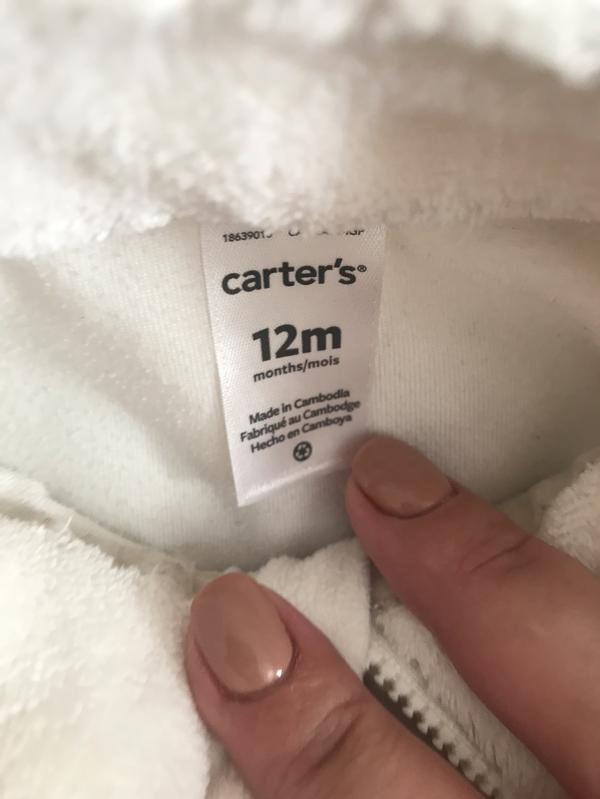 carter's®
12m
months/mois
Made in Cambodia
Fabriqué au Cambodge
Hecho en Camboya